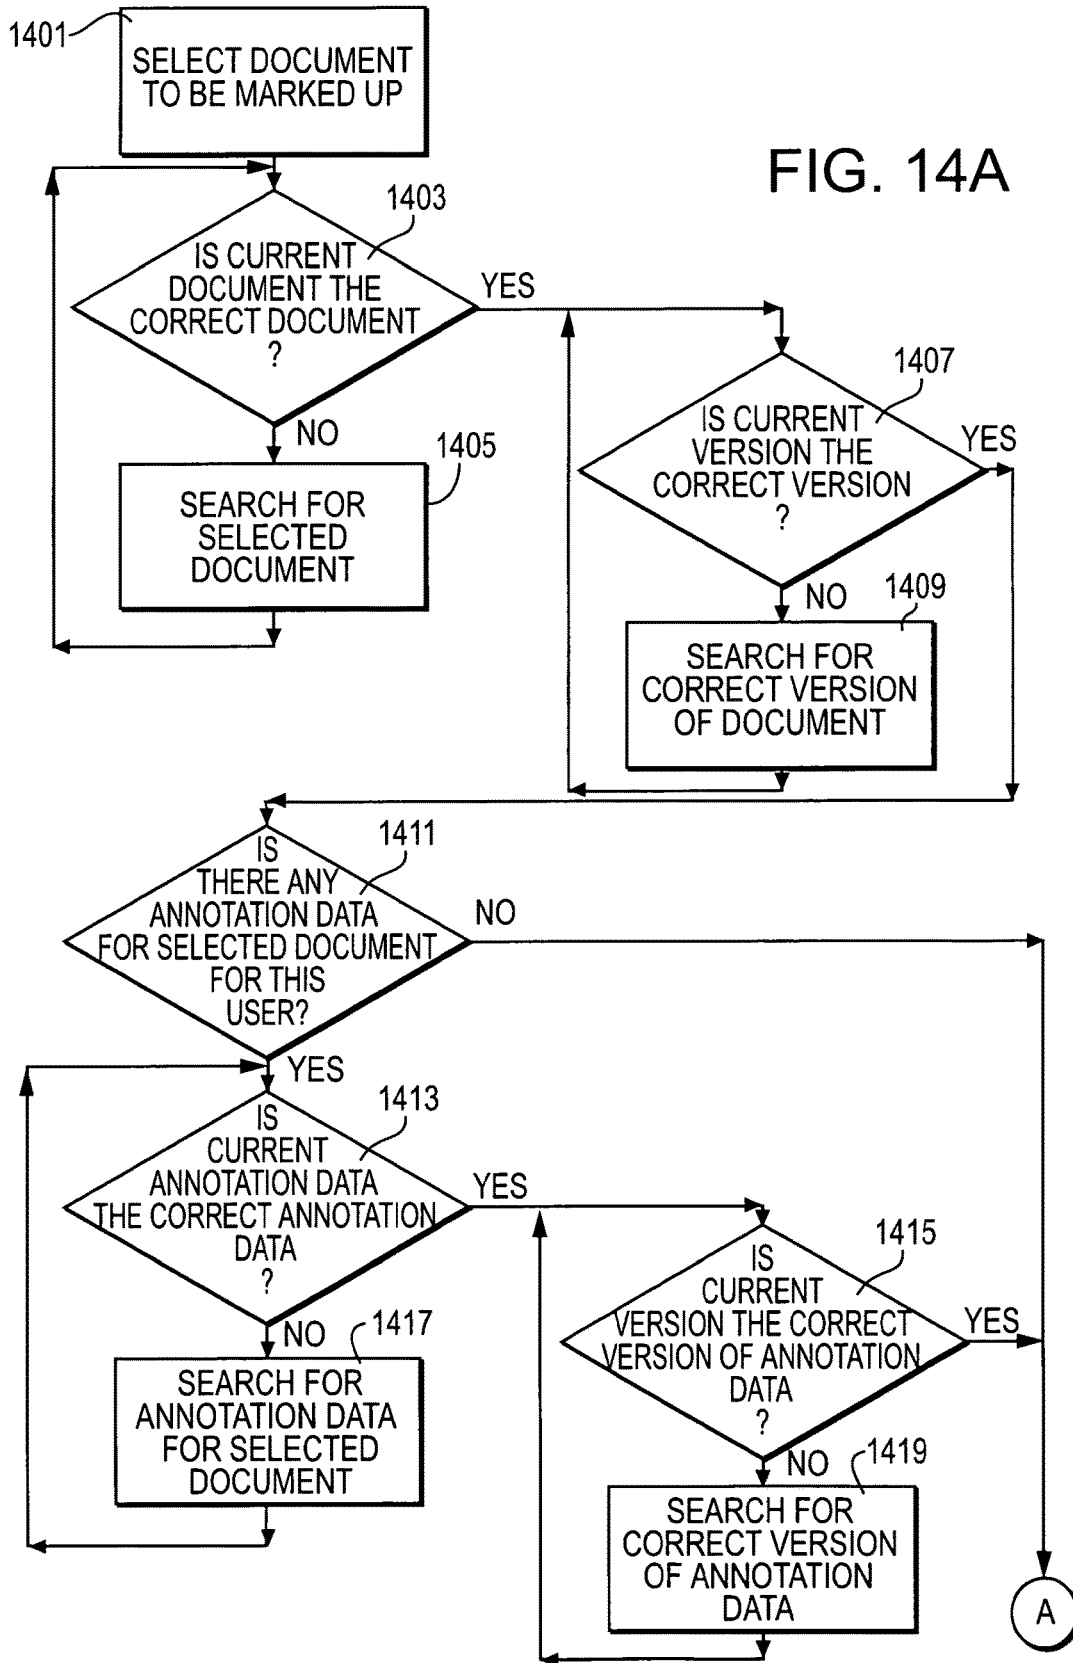 1401
SELECT DOCUMENT
TO BE MARKED UP
FIG. 14A
1403
IS CURRENT
DOCUMENT THE
CORRECT DOCUMENT
?
YES
NO
1405
SEARCH FOR
SELECTED
DOCUMENT
1407
IS CURRENT
VERSION THE
CORRECT VERSION
?
YES
NO
1409
SEARCH FOR
CORRECT VERSION
OF DOCUMENT
1411
IS
THERE ANY
ANNOTATION DATA
FOR SELECTED DOCUMENT
FOR THIS
USER?
NO
YES
1413
IS
CURRENT
ANNOTATION DATA
THE CORRECT ANNOTATION
DATA
?
YES
NO
1417
SEARCH FOR
ANNOTATION DATA
FOR SELECTED
DOCUMENT
1415
IS
CURRENT
VERSION THE CORRECT
VERSION OF ANNOTATION
DATA
?
YES
NO
1419
SEARCH FOR
CORRECT VERSION
OF ANNOTATION
DATA
A